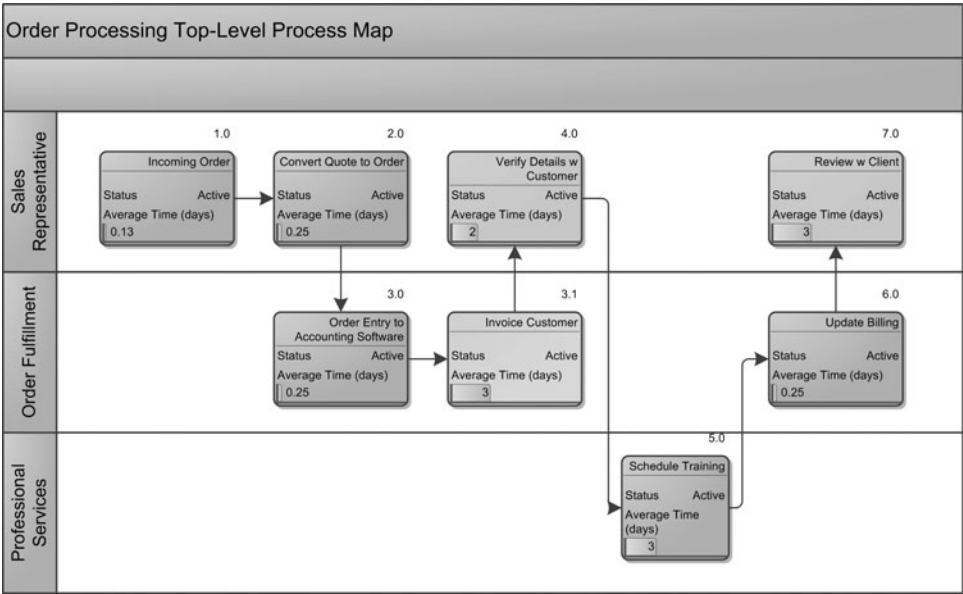 Order Processing Top-Level Process Map
Sales
Representative
1.0
Incoming Order
Status Active
Average Time (days)
0.13
2.0
Convert Quote to Order
Status Active
Average Time (days)
0.25
4.0
Verify Details w
Customer
Status Active
Average Time (days)
2
7.0
Review w Client
Status Active
Average Time (days)
3
Order Fulfillment
3.0
Order Entry to
Accounting Software
Status Active
Average Time (days)
0.25
3.1
Invoice Customer
Status Active
Average Time (days)
3
6.0
Update Billing
Status Active
Average Time (days)
0.25
Professional
Services
5.0
Schedule Training
Status Active
Average Time
(days)
3